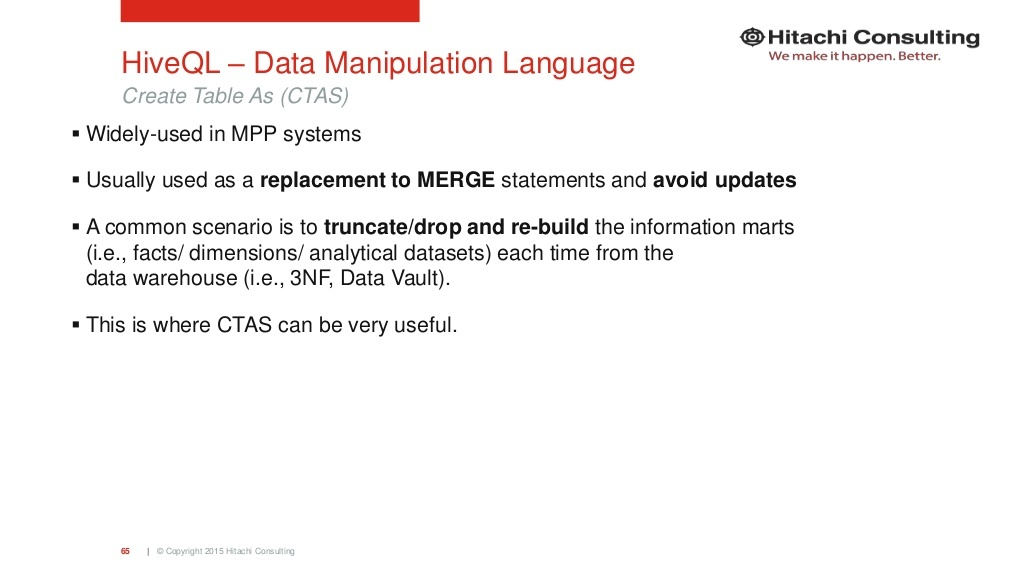 Hitachi Consulting
We make it happen. Better.
HiveQL – Data Manipulation Language
Create Table As (CTAS)
▪ Widely-used in MPP systems
▪ Usually used as a replacement to MERGE statements and avoid updates
▪ A common scenario is to truncate/drop and re-build the information marts
(i.e., facts/ dimensions/ analytical datasets) each time from the
data warehouse (i.e., 3NF, Data Vault).
▪ This is where CTAS can be very useful.
65 | © Copyright 2015 Hitachi Consulting